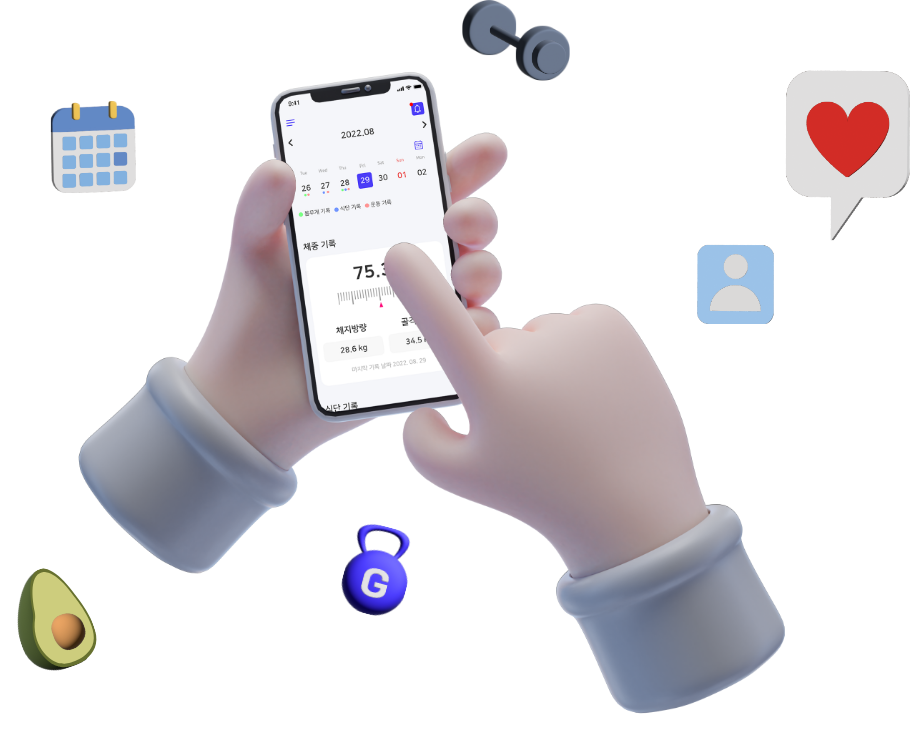 9:41
2022.08
Tue Wed Thu Fri Sat Sun Mon
26 27 28 29 30 01 02
눔바디 기록 식단 기록 운동 기록
체중 기록
75.3
체지방량 골격
28.6 kg 34.5 k
마지막 기록 날짜 2022. 08. 29
식단 기록
G